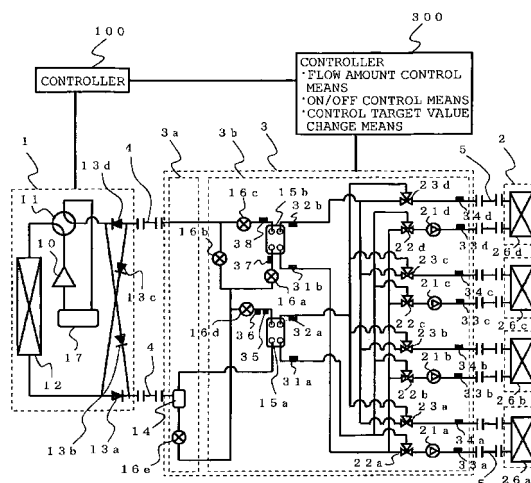 100
300
CONTROLLER
CONTROLLER
·FLOW AMOUNT CONTROL
MEANS
·ON/OFF CONTROL MEANS
·CONTROL TARGET VALUE
CHANGE MEANS
1
13d
4
3a
3b
3
5
2
11
16c
15b
32b
23d
21d
34d
10
16b
38
33d
26d
22d
37
23c
21c
13c
16a
31b
34c
33c
26c
16d
32a
22c
23b
17
36
35
21b
34b
12
4
31a
33b
26b
15a
22b
23a
14
21a
34a
13b
13a
16e
22a
33a
5
26a